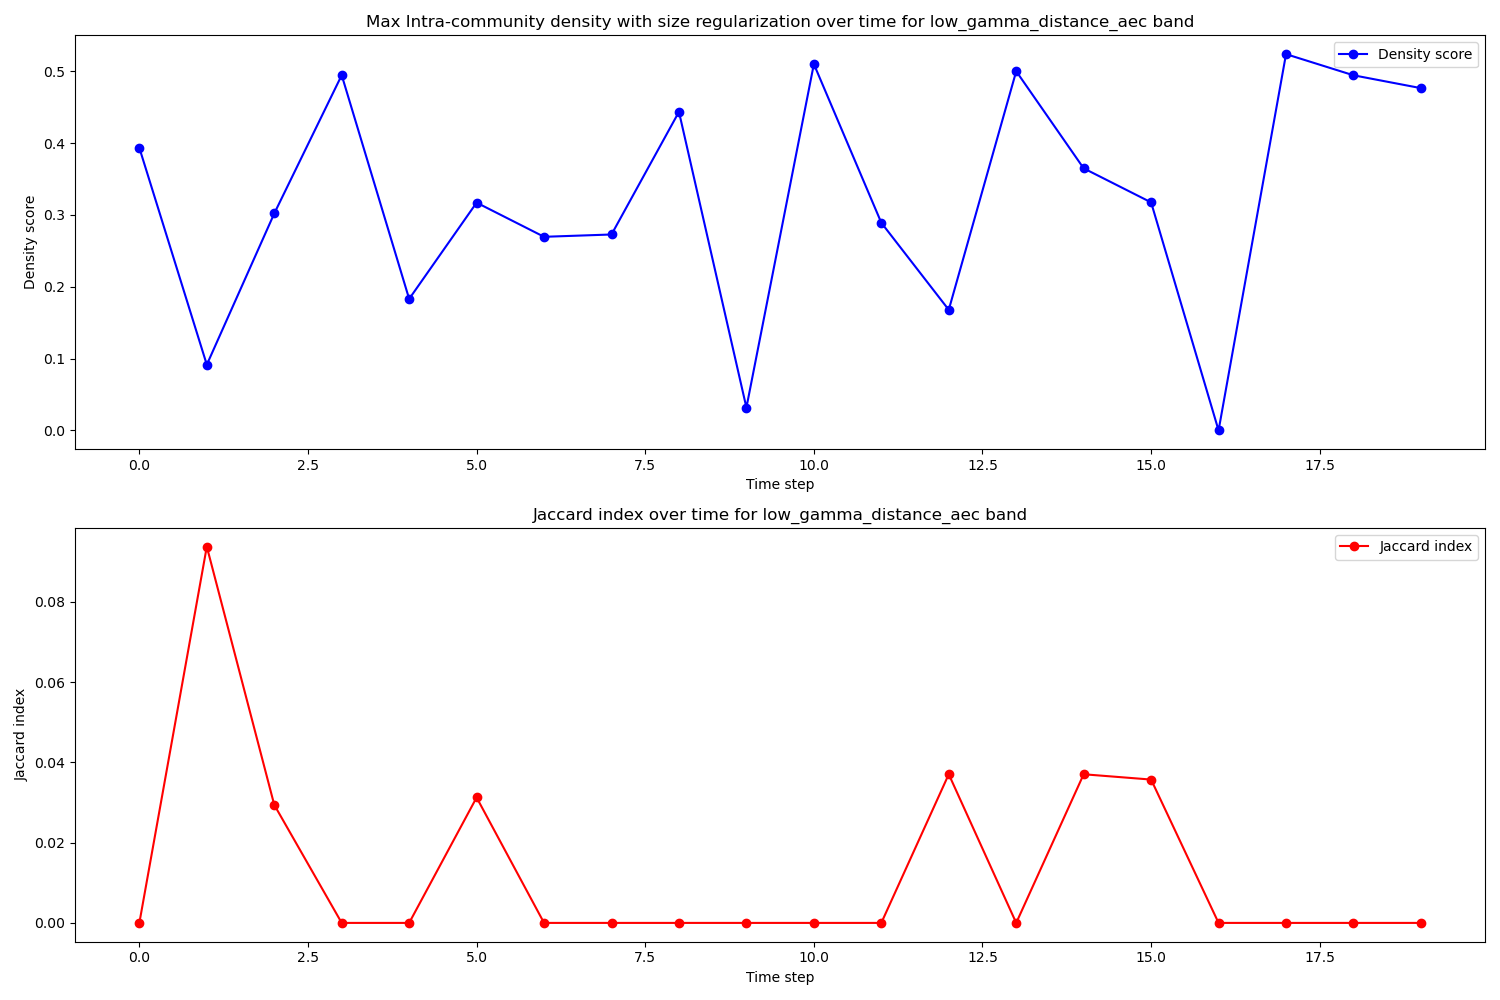 Max Intra-community density with size regularization over time for low_gamma_distance_aec band
Density score
0.5
0.4
0.3
0.2
0.1
0.0
Density score
0.0 2.5 5.0 7.5 10.0 12.5 15.0 17.5
Time step
Jaccard index over time for low_gamma_distance_aec band
Jaccard index
0.08
0.06
0.04
0.02
0.00
Jaccard index
0.0 2.5 5.0 7.5 10.0 12.5 15.0 17.5
Time step